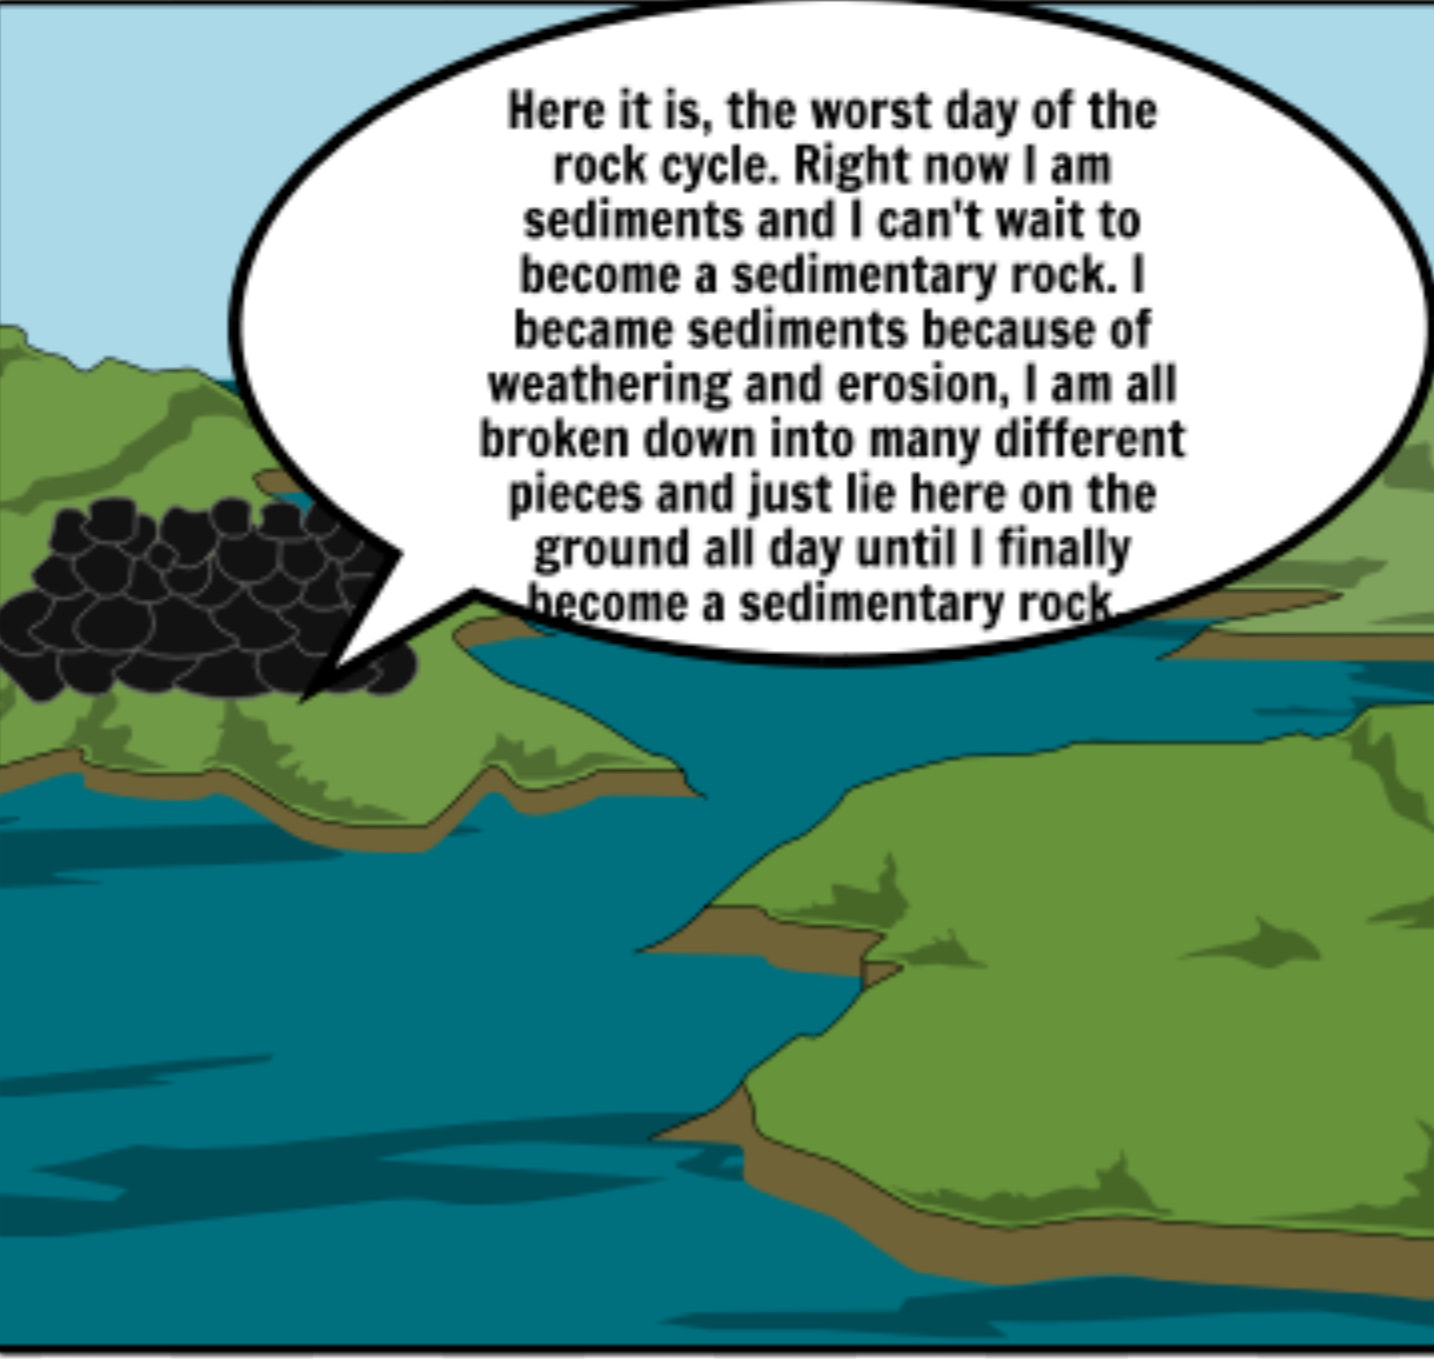 Here it is, the worst day of the
rock cycle. Right now I am
sediments and I can't wait to
become a sedimentary rock. I
became sediments because of
weathering and erosion, I am all
broken down into many different
pieces and just lie here on the
ground all day until I finally
become a sedimentary rock